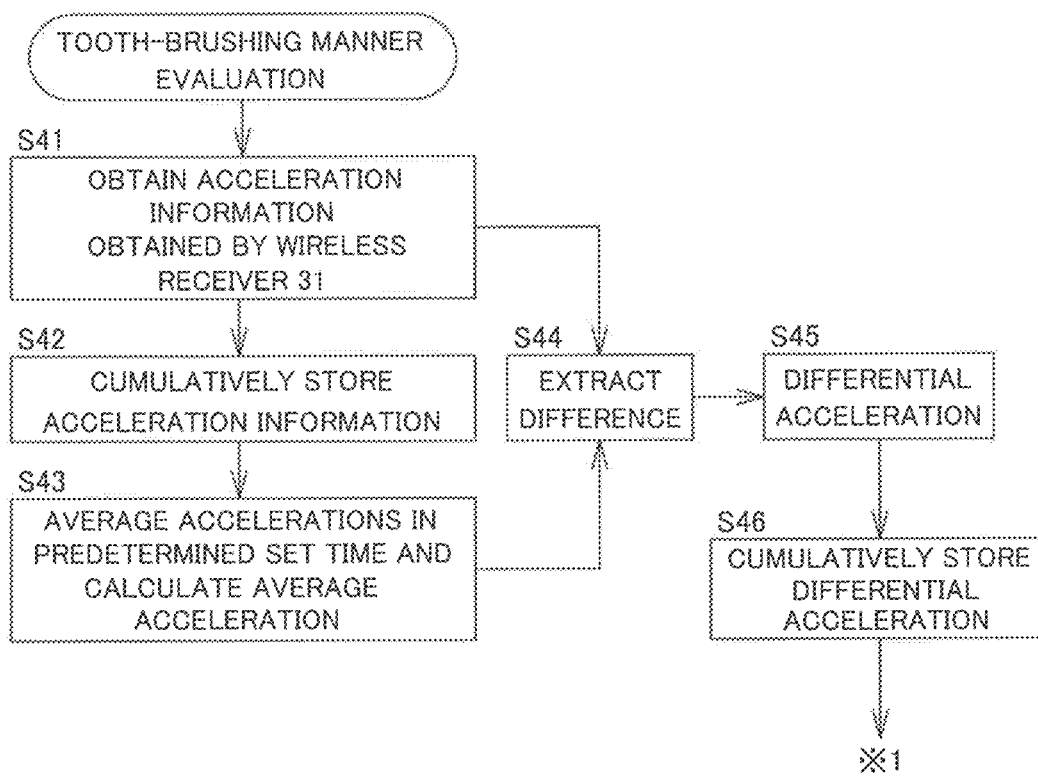 TOOTH-BRUSHING MANNER
EVALUATION
S41
OBTAIN ACCELERATION
INFORMATION
OBTAINED BY WIRELESS
RECEIVER 31
S42
CUMULATIVELY STORE
ACCELERATION INFORMATION
S43
AVERAGE ACCELERATIONS IN
PREDETERMINED SET TIME AND
CALCULATE AVERAGE
ACCELERATION
S44
EXTRACT
DIFFERENCE
S45
DIFFERENTIAL
ACCELERATION
S46
CUMULATIVELY STORE
DIFFERENTIAL
ACCELERATION
※1